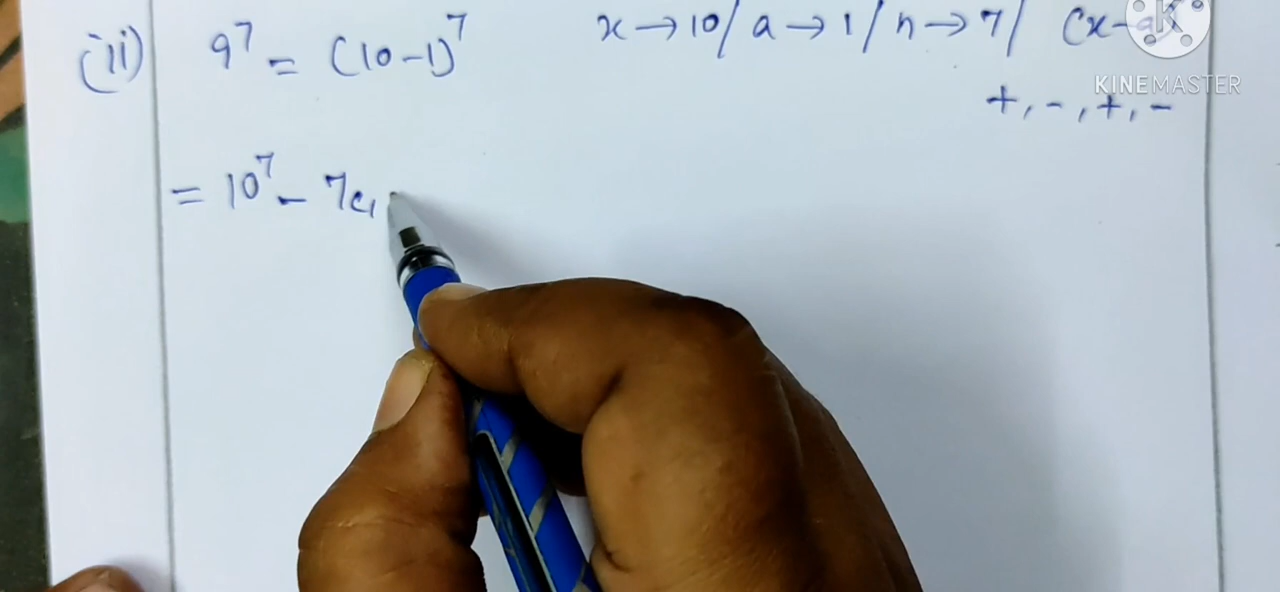 (ii) 9⁷ = (10-1)⁷ x→10/ a→1/ n→7/ (x-a)
K
KINEMASTER
+, -, +, -
= 10⁷ - 7c₁